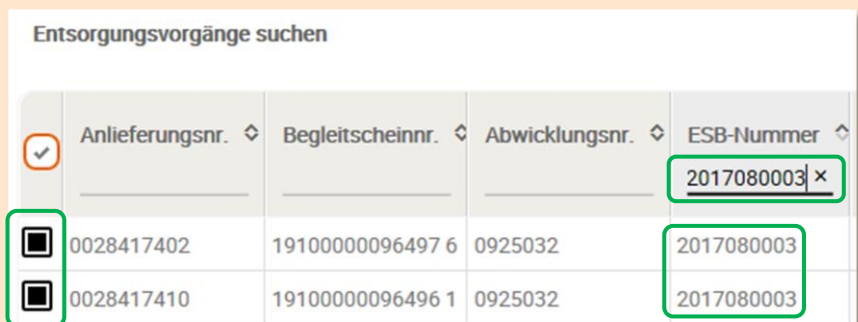 Entsorgungsvorgänge suchen
Anlieferungsnr. Begleitscheinnr. Abwicklungsnr. ESB-Nummer
2017080003 ×
0028417402 19100000096497 6 0925032 2017080003
0028417410 19100000096496 1 0925032 2017080003